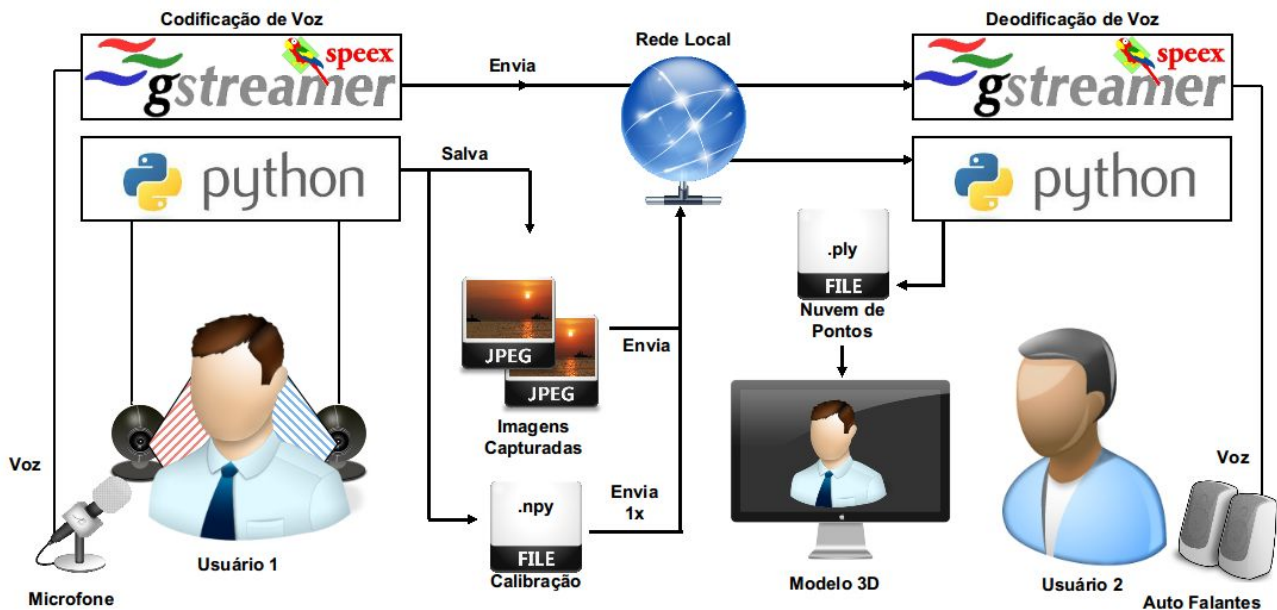 Codificação de Voz
speex
gstreamer
python
Voz
Microfone
Usuário 1
Envia
Salva
JPEG
JPEG
Imagens
Capturadas
.npy
FILE
Calibração
Envia
Envia
1x
Rede Local
Deodificação de Voz
speex
gstreamer
python
.ply
FILE
Nuvem de
Pontos
Modelo 3D
Usuário 2
Voz
Auto Falantes